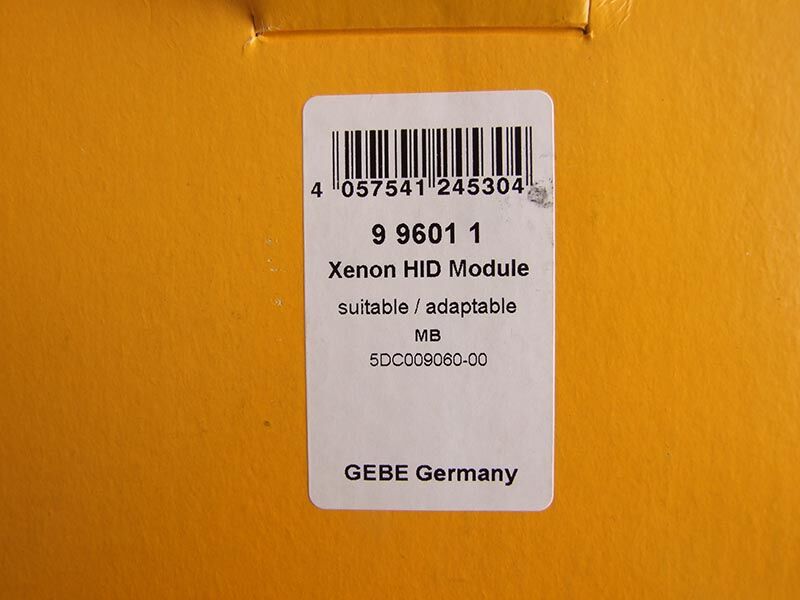 4 057541 245304
9 9601 1
Xenon HID Module
suitable / adaptable
MB
5DC009060-00
GEBE Germany